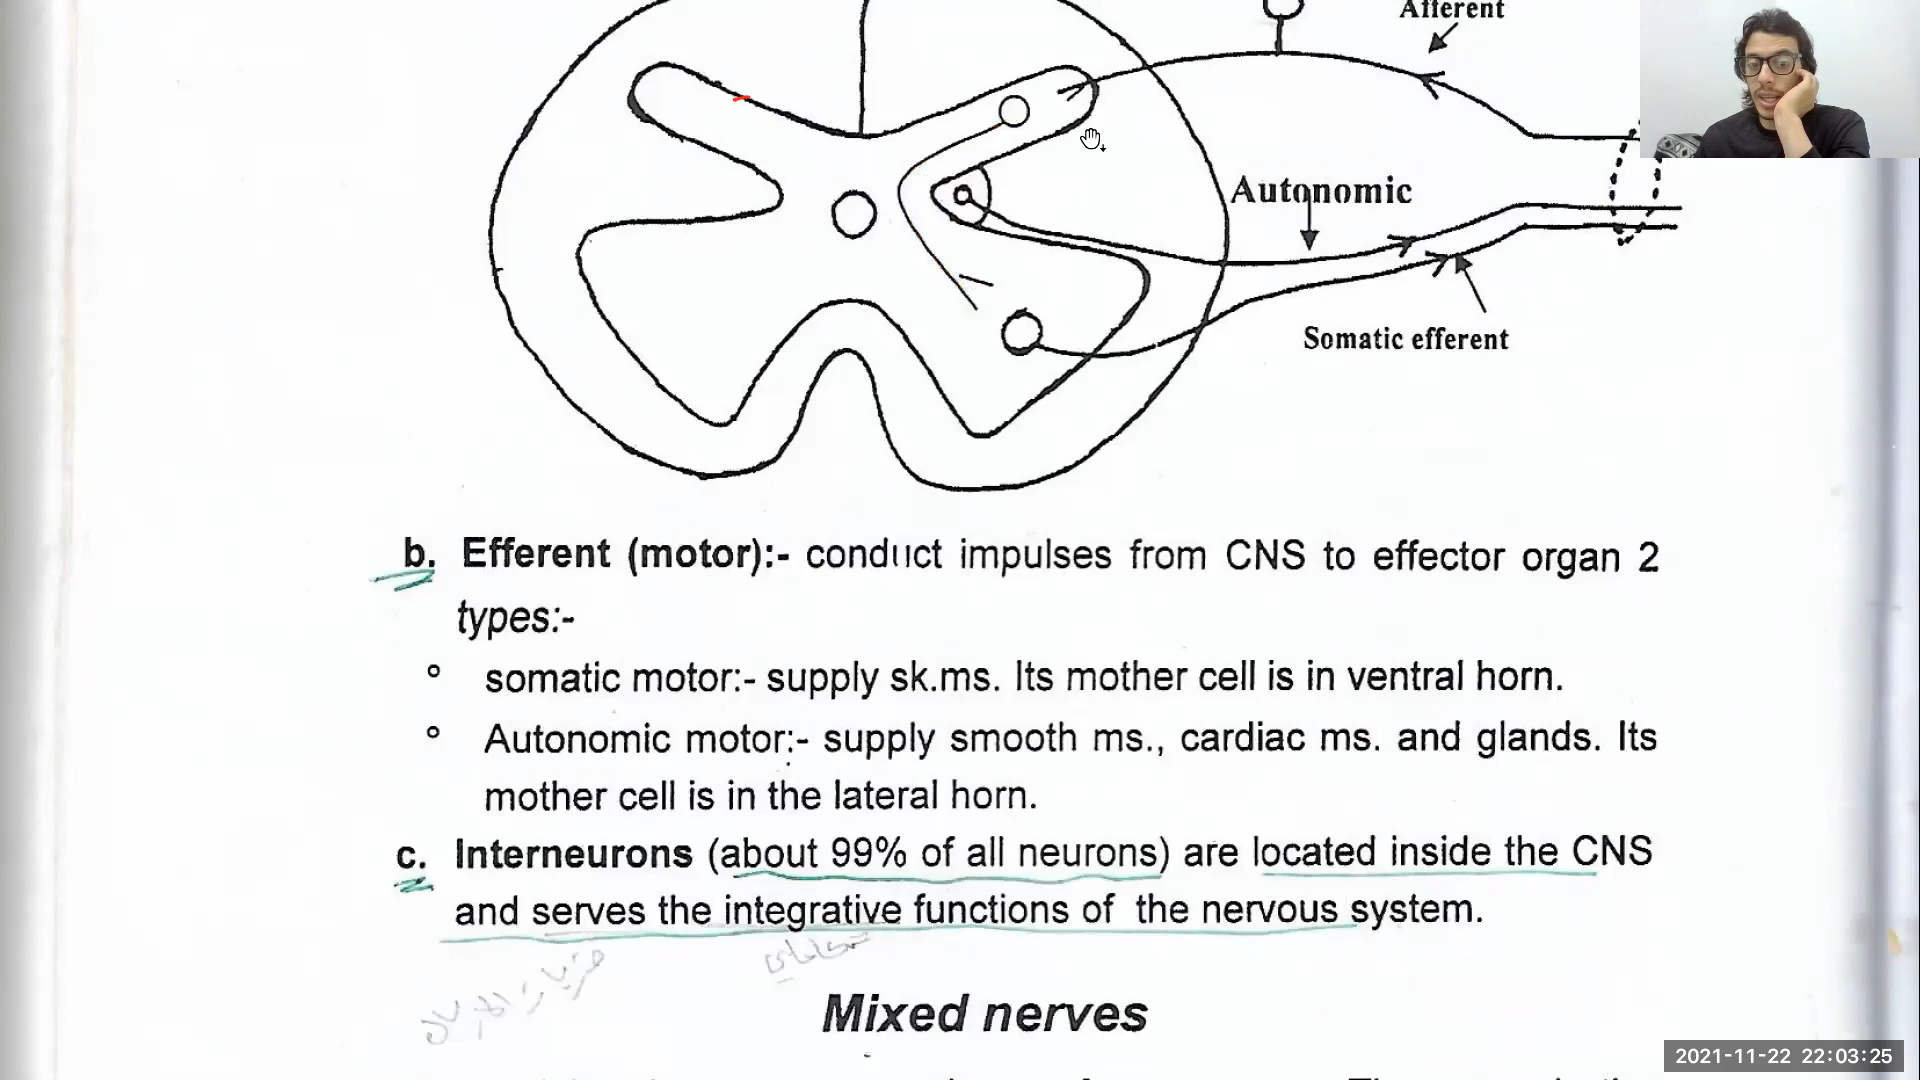 Afferent
Autonomic
Somatic efferent
b. Efferent (motor):- conduct impulses from CNS to effector organ 2
types:-
° somatic motor:- supply sk.ms. Its mother cell is in ventral horn.
° Autonomic motor:- supply smooth ms., cardiac ms. and glands. Its
mother cell is in the lateral horn.
c. Interneurons (about 99% of all neurons) are located inside the CNS
and serves the integrative functions of the nervous system.
تكاملي
Mixed nerves
2021-11-22 22:03:25